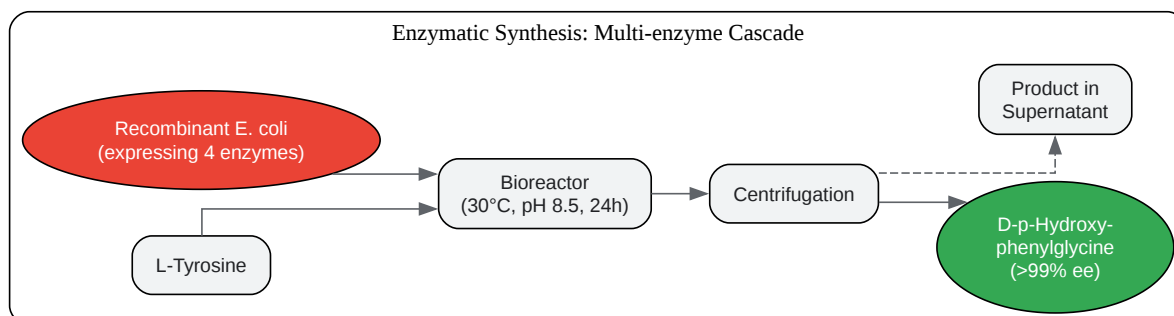 Enzymatic Synthesis: Multi-enzyme Cascade
Recombinant E. coli
(expressing 4 enzymes)
L-Tyrosine
Bioreactor
(30°C, pH 8.5, 24h)
Centrifugation
Product in
Supernatant
D-p-Hydroxy-
phenylglycine
(>99% ee)